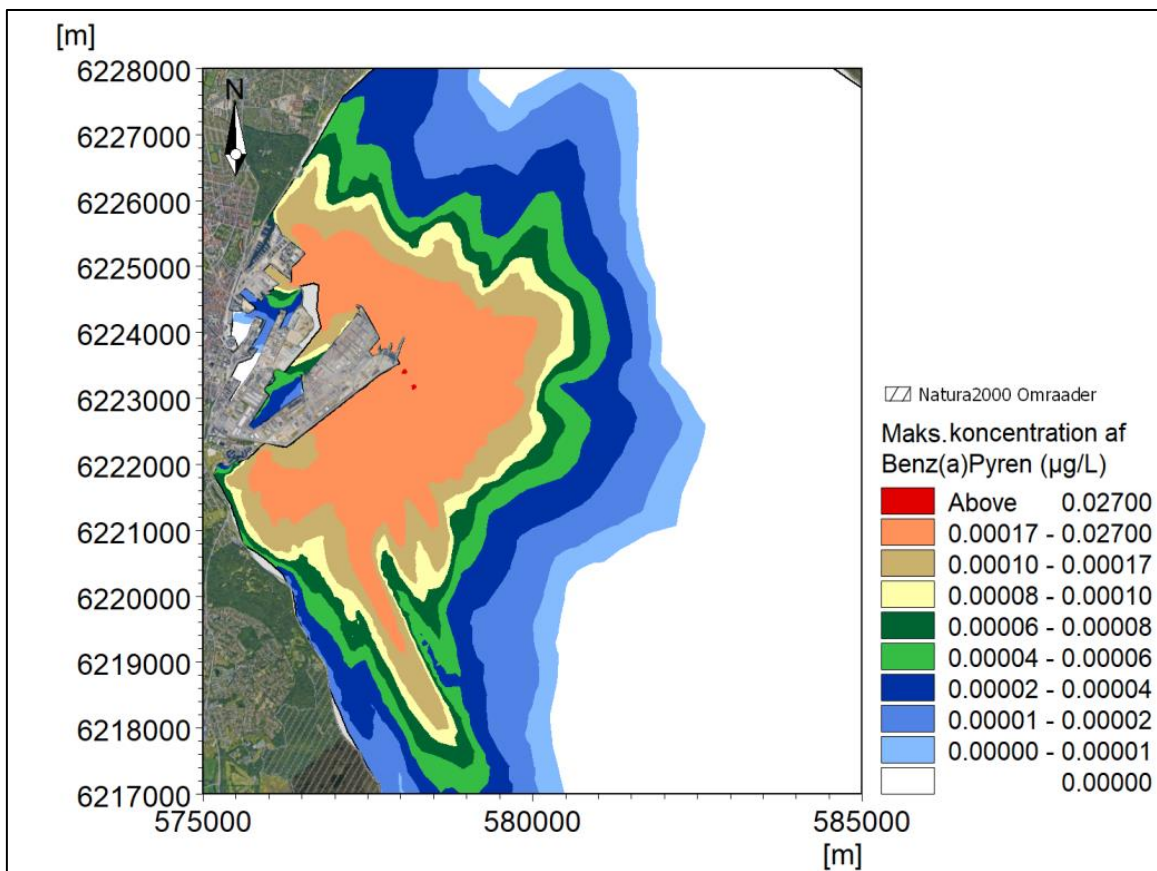 [m]
6228000
6227000
6226000
6225000
6224000
6223000
6222000
6221000
6220000
6219000
6218000
6217000
N
575000 580000 585000
[m]
Natura2000 Omraader
Maks.koncentration af
Benz(a)Pyren (µg/L)
Above 0.02700
0.00017 - 0.02700
0.00010 - 0.00017
0.00008 - 0.00010
0.00006 - 0.00008
0.00004 - 0.00006
0.00002 - 0.00004
0.00001 - 0.00002
0.00000 - 0.00001
0.00000